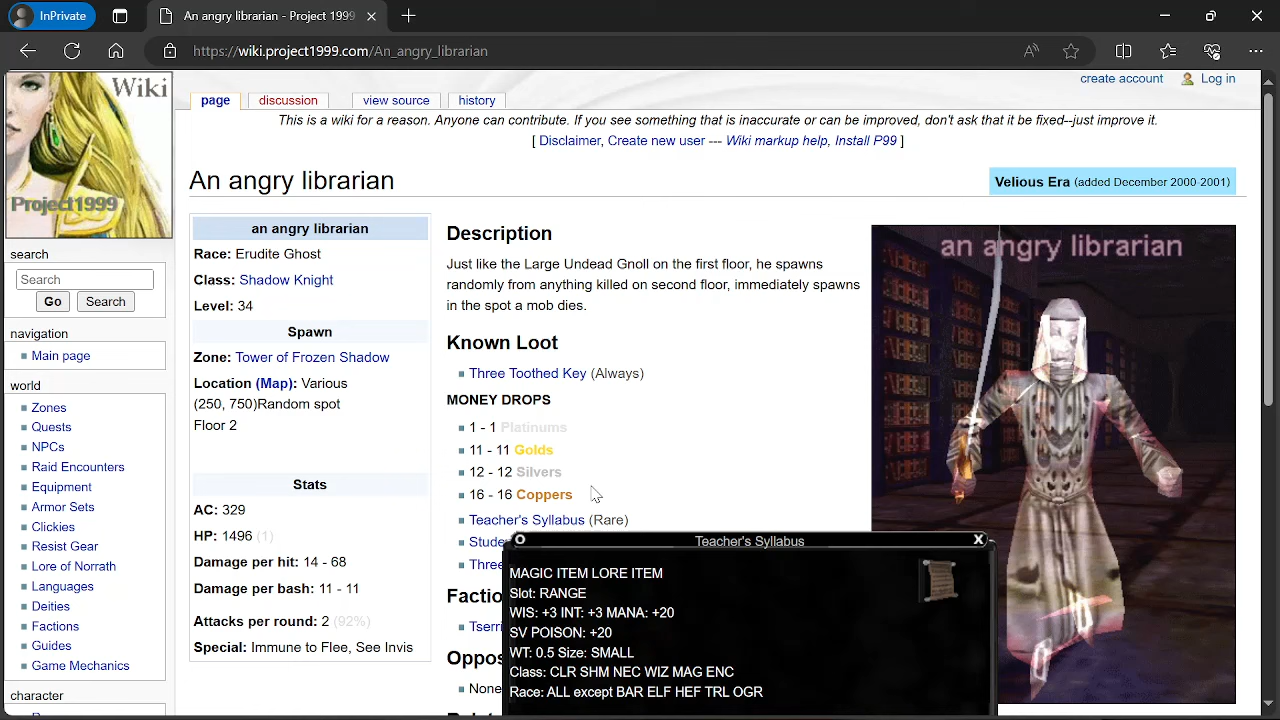 InPrivate
An angry librarian - Project 1999
https://wiki.project1999.com/An_angry_librarian
Wiki
Project1999
create account
Log in
page
discussion
view source
history
This is a wiki for a reason. Anyone can contribute. If you see something that is inaccurate or can be improved, don't ask that it be fixed--just improve it.
[ Disclaimer, Create new user --- Wiki markup help, Install P99 ]
An angry librarian
Velious Era (added December 2000-2001)
search
Search
Go
Search
navigation
Main page
world
Zones
Quests
NPCs
Raid Encounters
Equipment
Armor Sets
Clickies
Resist Gear
Lore of Norrath
Languages
Deities
Factions
Guides
Game Mechanics
character
an angry librarian
Race: Erudite Ghost
Class: Shadow Knight
Level: 34
Spawn
Zone: Tower of Frozen Shadow
Location (Map): Various
(250, 750)Random spot
Floor 2
Stats
AC: 329
HP: 1496 (1)
Damage per hit: 14 - 68
Damage per bash: 11 - 11
Attacks per round: 2 (92%)
Special: Immune to Flee, See Invis
Description
Just like the Large Undead Gnoll on the first floor, he spawns
randomly from anything killed on second floor, immediately spawns
in the spot a mob dies.
Known Loot
Three Toothed Key (Always)
MONEY DROPS
1 - 1 Platinums
11 - 11 Golds
12 - 12 Silvers
16 - 16 Coppers
Teacher's Syllabus (Rare)
Stude
Three
Factio
Tserri
Oppos
None
an angry librarian
Teacher's Syllabus
MAGIC ITEM LORE ITEM
Slot: RANGE
WIS: +3 INT: +3 MANA: +20
SV POISON: +20
WT: 0.5 Size: SMALL
Class: CLR SHM NEC WIZ MAG ENC
Race: ALL except BAR ELF HEF TRL OGR